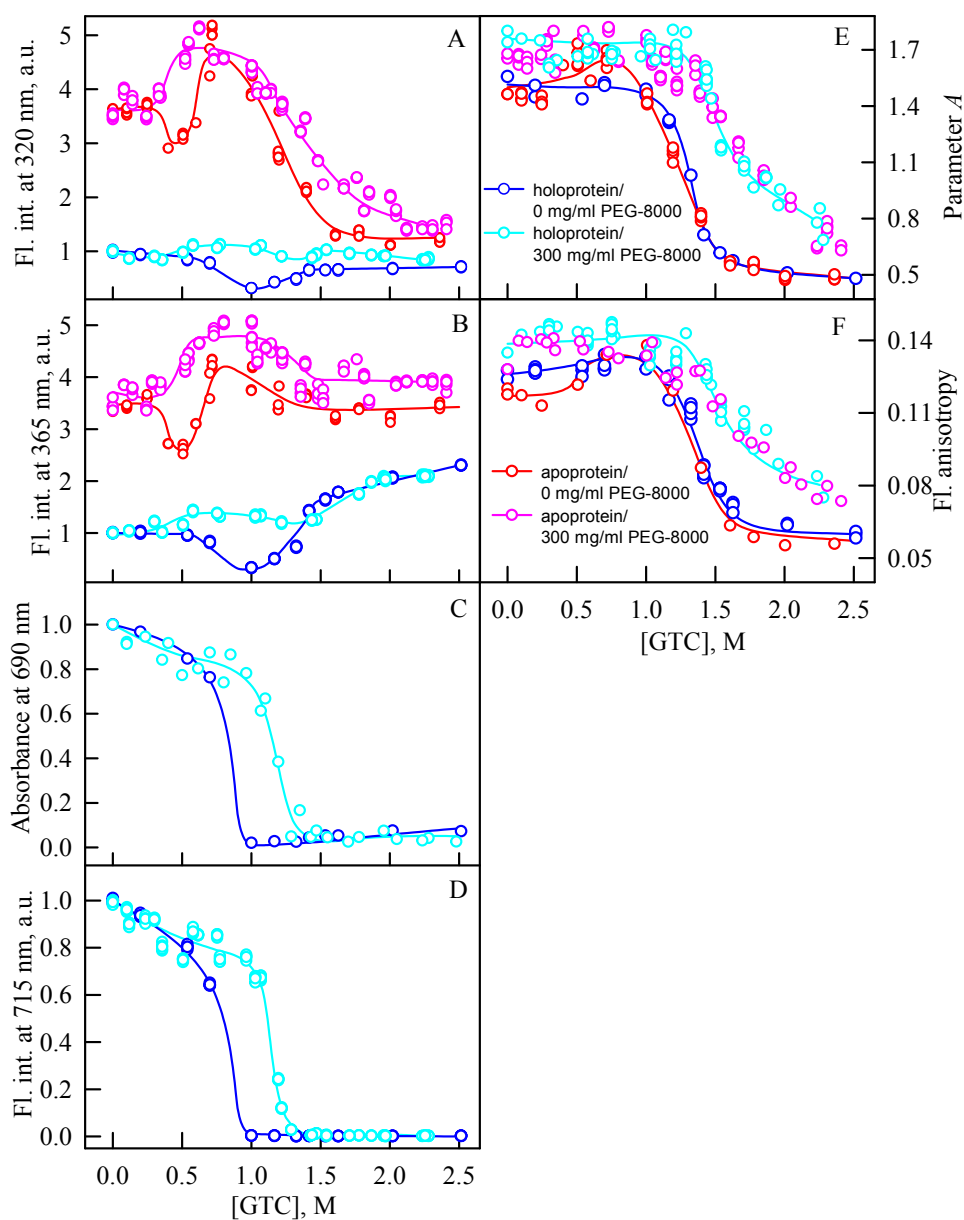 A
Fl. int. at 320 nm, a.u.
5
4
3
2
1
B
Fl. int. at 365 nm, a.u.
5
4
3
2
1
C
Absorbance at 690 nm
1.0
0.8
0.6
0.4
0.2
0.0
D
Fl. int. at 715 nm, a.u.
1.0
0.8
0.6
0.4
0.2
0.0
0.0 0.5 1.0 1.5 2.0 2.5
[GTC], M
E
Parameter A
1.7
1.4
1.1
0.8
0.5
holoprotein/
0 mg/ml PEG-8000
holoprotein/
300 mg/ml PEG-8000
F
Fl. anisotropy
0.14
0.11
0.08
0.05
apoprotein/
0 mg/ml PEG-8000
apoprotein/
300 mg/ml PEG-8000
0.0 0.5 1.0 1.5 2.0 2.5
[GTC], M